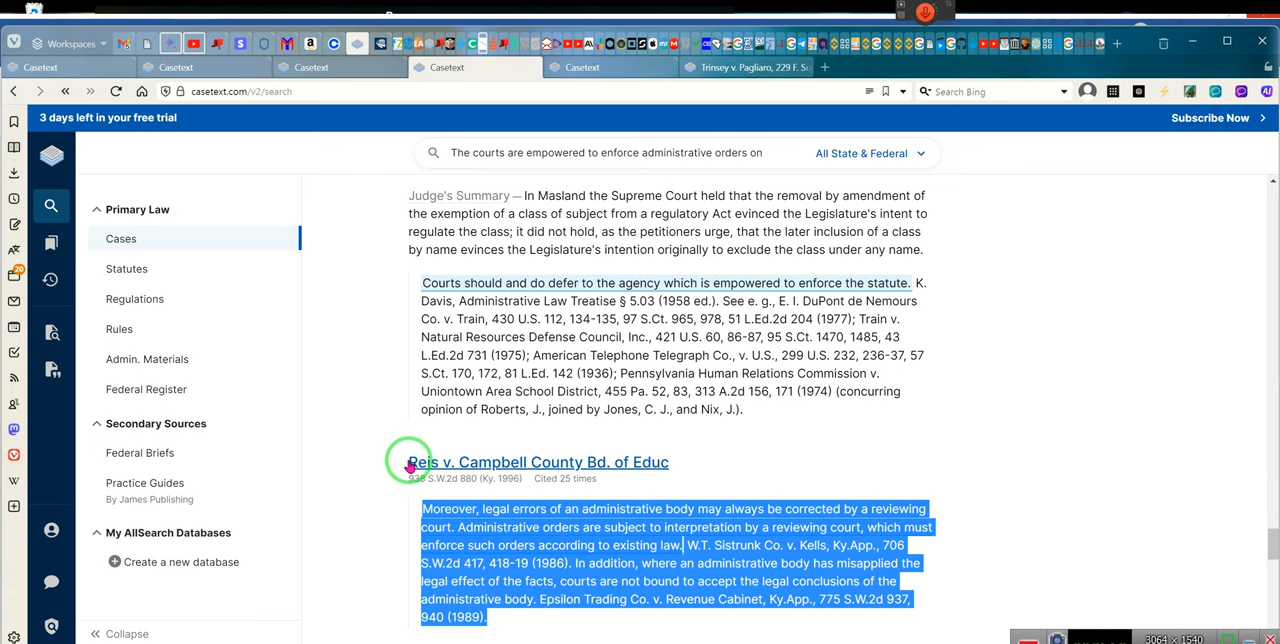 Workspaces
Casetext
Casetext
Casetext
Casetext
Casetext
Trinsey v. Pagliaro, 229 F. Su
casetext.com/v2/search
Search Bing
3 days left in your free trial
Subscribe Now
The courts are empowered to enforce administrative orders on
All State & Federal
Primary Law
Cases
Statutes
Regulations
Rules
Admin. Materials
Federal Register
Secondary Sources
Federal Briefs
Practice Guides
By James Publishing
My AllSearch Databases
Create a new database
Collapse
20
Judge's Summary — In Masland the Supreme Court held that the removal by amendment of
the exemption of a class of subject from a regulatory Act evinced the Legislature's intent to
regulate the class; it did not hold, as the petitioners urge, that the later inclusion of a class
by name evinces the Legislature's intention originally to exclude the class under any name.
Courts should and do defer to the agency which is empowered to enforce the statute. K.
Davis, Administrative Law Treatise § 5.03 (1958 ed.). See e. g., E. I. DuPont de Nemours
Co. v. Train, 430 U.S. 112, 134-135, 97 S.Ct. 965, 978, 51 L.Ed.2d 204 (1977); Train v.
Natural Resources Defense Council, Inc., 421 U.S. 60, 86-87, 95 S.Ct. 1470, 1485, 43
L.Ed.2d 731 (1975); American Telephone Telegraph Co., v. U.S., 299 U.S. 232, 236-37, 57
S.Ct. 170, 172, 81 L.Ed. 142 (1936); Pennsylvania Human Relations Commission v.
Uniontown Area School District, 455 Pa. 52, 83, 313 A.2d 156, 171 (1974) (concurring
opinion of Roberts, J., joined by Jones, C. J., and Nix, J.).
Reis v. Campbell County Bd. of Educ
938 S.W.2d 880 (Ky. 1996) Cited 25 times
Moreover, legal errors of an administrative body may always be corrected by a reviewing
court. Administrative orders are subject to interpretation by a reviewing court, which must
enforce such orders according to existing law. W.T. Sistrunk Co. v. Kells, Ky.App., 706
S.W.2d 417, 418-19 (1986). In addition, where an administrative body has misapplied the
legal effect of the facts, courts are not bound to accept the legal conclusions of the
administrative body. Epsilon Trading Co. v. Revenue Cabinet, Ky.App., 775 S.W.2d 937,
940 (1989).
3064 x 1540